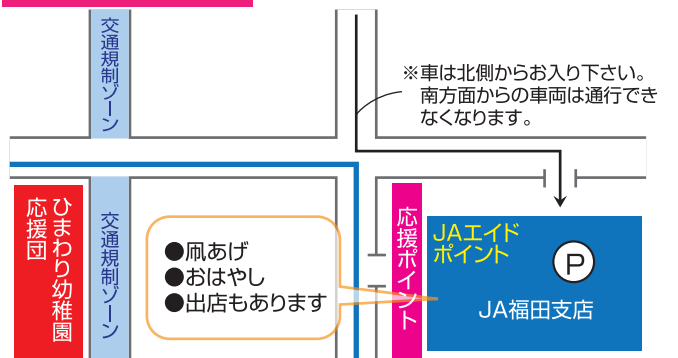 交通規制ゾーン
※車は北側からお入り下さい。
南方面からの車両は通行でき
なくなります。
ひまわり幼稚園
応援団
交通規制ゾーン
●凧あげ
●おはやし
●出店もあります
応援ポイント
JAエイド
ポイント
P
JA福田支店